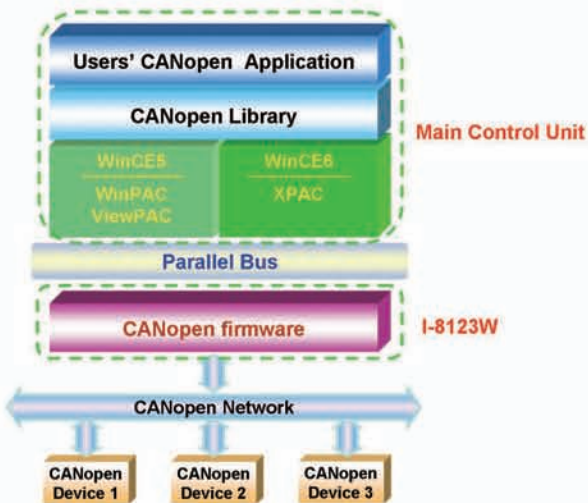 Users' CANopen Application
CANopen Library
Main Control Unit
WinCE5
WinPAC
ViewPAC
WinCE6
XPAC
Parallel Bus
CANopen firmware
I-8123W
CANopen Network
CANopen
Device 1
CANopen
Device 2
CANopen
Device 3